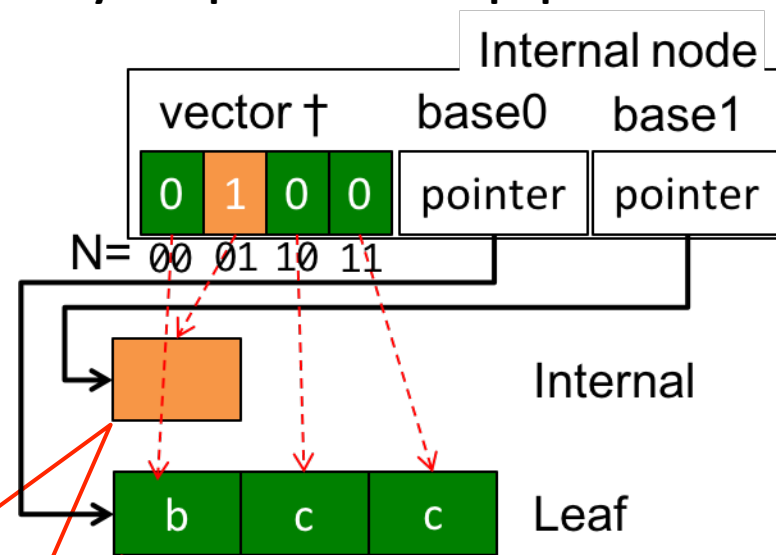 Internal node
vector † base0 base1
0 1 0 0 pointer pointer
N= 00 01 10 11
Internal
b c c Leaf